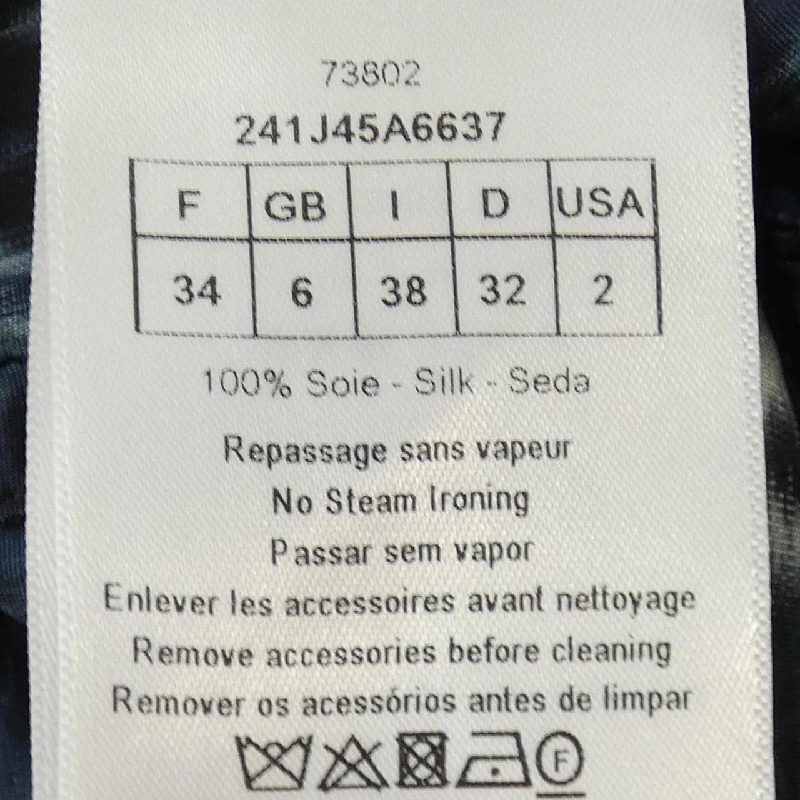 73802
241J45A6637
F GB I D USA
34 6 38 32 2
100% Soie - Silk - Seda
Repassage sans vapeur
No Steam Ironing
Passar sem vapor
Enlever les accessoires avant nettoyage
Remove accessories before cleaning
Remover os acessórios antes de limpar
F